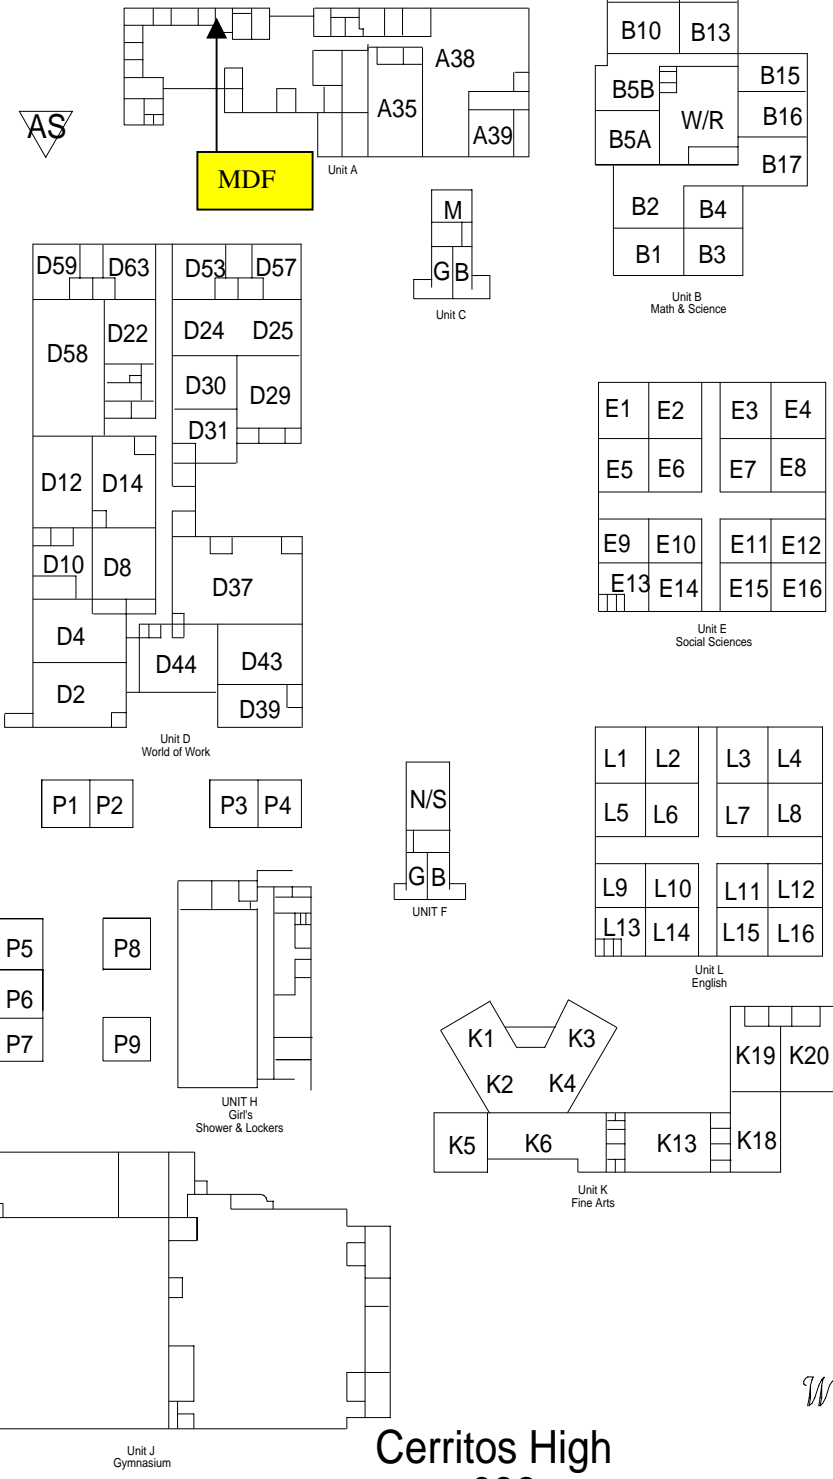 B10 B13
A38
B15
B5B
A35
B16
W/R
AS
A39
B5A
B17
Unit A
MDF
M
B2 B4
G B
B1 B3
Unit B
Math & Science
Unit C
D59 D63 D53 D57
D22 D24 D25
D58
D30
D29
D31
E1 E2 E3 E4
E5 E6 E7 E8
D12 D14
E9 E10 E11 E12
D10 D8
D37
E13 E14 E15 E16
Unit E
Social Sciences
D4
D44 D43
D2
D39
Unit D
World of Work
L1 L2 L3 L4
P1 P2 P3 P4
N/S
L5 L6 L7 L8
G B
UNIT F
L9 L10 L11 L12
L13 L14 L15 L16
Unit L
English
P5 P8
P6
P7 P9
K1 K3
K2 K4
K19 K20
UNIT H
Girl's
Shower & Lockers
K5 K6 K13 K18
Unit K
Fine Arts
W
Unit J
Gymnasium
Cerritos High